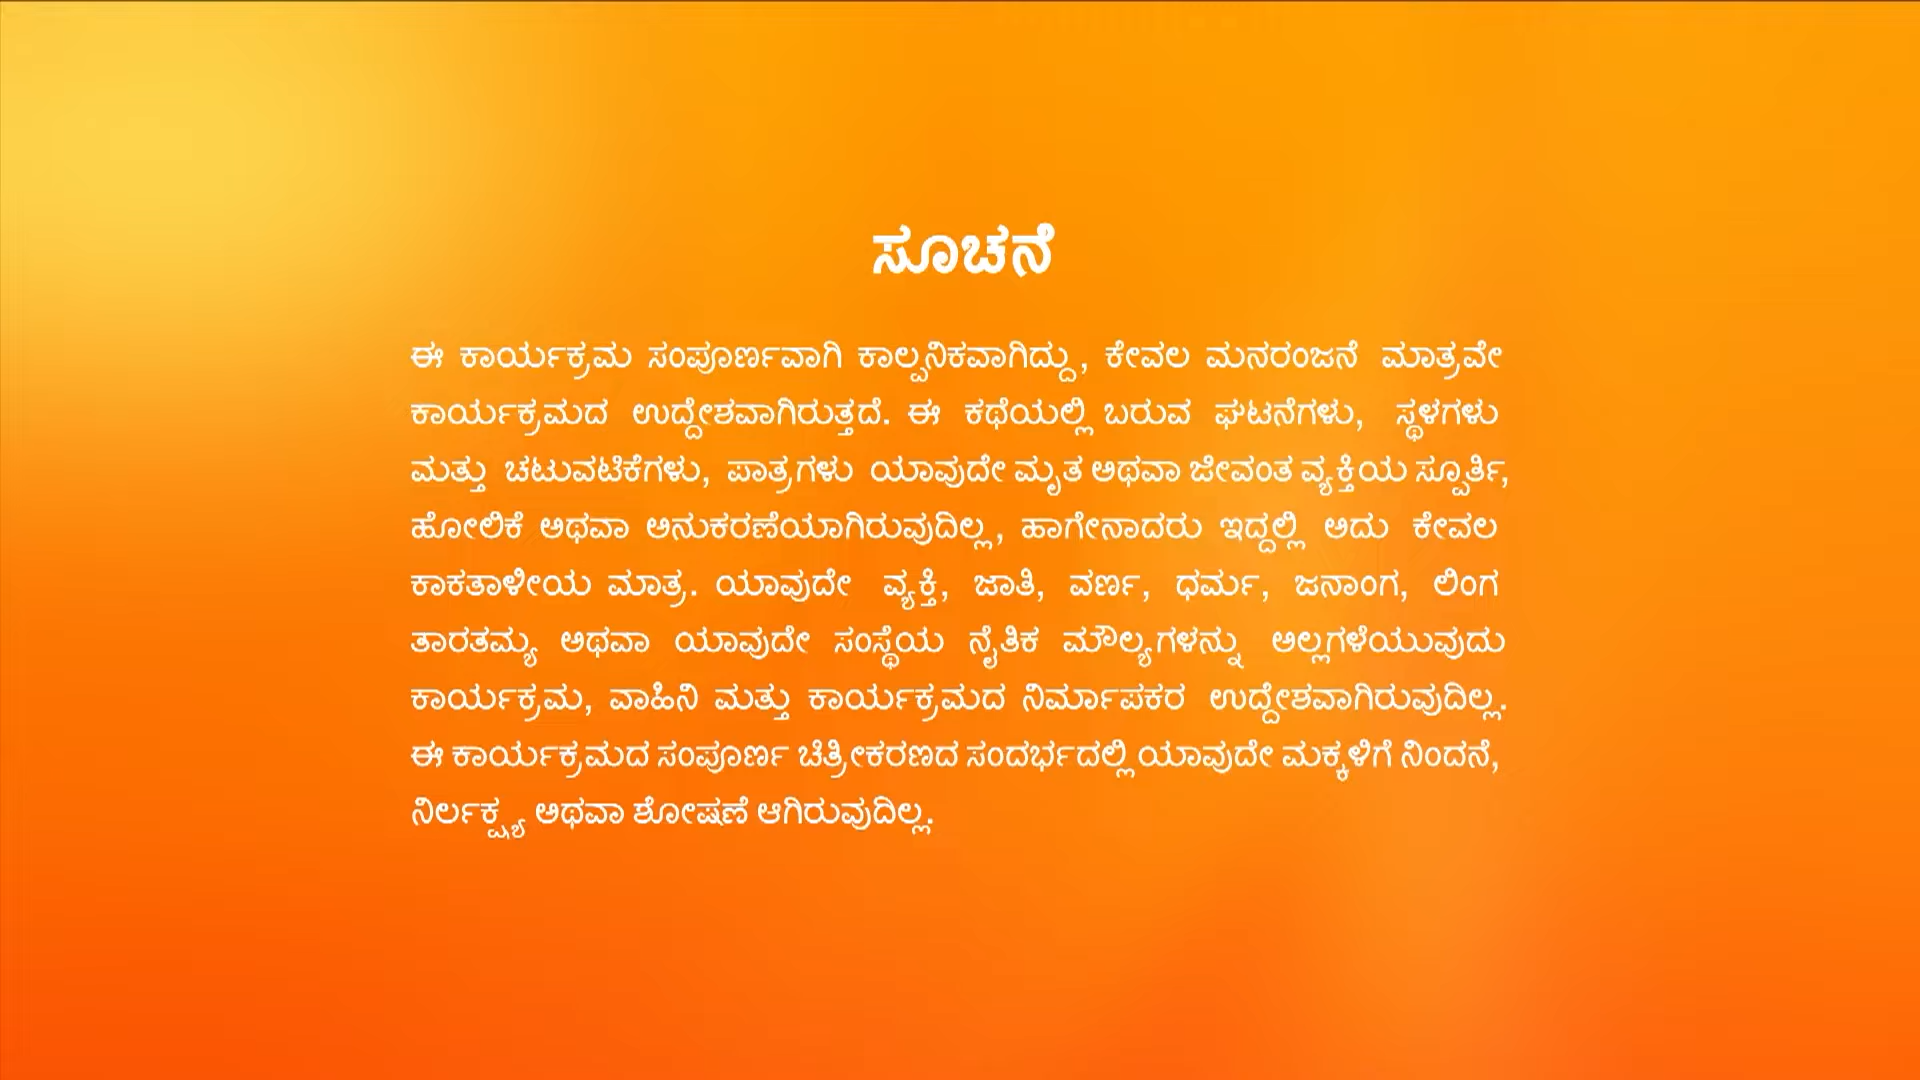 ಸೂಚನೆ
ಈ ಕಾರ್ಯಕ್ರಮ ಸಂಪೂರ್ಣವಾಗಿ ಕಾಲ್ಪನಿಕವಾಗಿದ್ದು, ಕೇವಲ ಮನರಂಜನೆ ಮಾತ್ರವೇ
ಕಾರ್ಯಕ್ರಮದ ಉದ್ದೇಶವಾಗಿರುತ್ತದೆ. ಈ ಕಥೆಯಲ್ಲಿ ಬರುವ ಘಟನೆಗಳು, ಸ್ಥಳಗಳು
ಮತ್ತು ಚಟುವಟಿಕೆಗಳು, ಪಾತ್ರಗಳು ಯಾವುದೇ ಮೃತ ಅಥವಾ ಜೀವಂತ ವ್ಯಕ್ತಿಯ ಸ್ಪೂರ್ತಿ,
ಹೋಲಿಕೆ ಅಥವಾ ಅನುಕರಣೆಯಾಗಿರುವುದಿಲ್ಲ, ಹಾಗೇನಾದರು ಇದ್ದಲ್ಲಿ ಅದು ಕೇವಲ
ಕಾಕತಾಳೀಯ ಮಾತ್ರ. ಯಾವುದೇ ವ್ಯಕ್ತಿ, ಜಾತಿ, ವರ್ಣ, ಧರ್ಮ, ಜನಾಂಗ, ಲಿಂಗ
ತಾರತಮ್ಯ ಅಥವಾ ಯಾವುದೇ ಸಂಸ್ಥೆಯ ನೈತಿಕ ಮೌಲ್ಯಗಳನ್ನು ಅಲ್ಲಗಳೆಯುವುದು
ಕಾರ್ಯಕ್ರಮ, ವಾಹಿನಿ ಮತ್ತು ಕಾರ್ಯಕ್ರಮದ ನಿರ್ಮಾಪಕರ ಉದ್ದೇಶವಾಗಿರುವುದಿಲ್ಲ.
ಈ ಕಾರ್ಯಕ್ರಮದ ಸಂಪೂರ್ಣ ಚಿತ್ರೀಕರಣದ ಸಂದರ್ಭದಲ್ಲಿ ಯಾವುದೇ ಮಕ್ಕಳಿಗೆ ನಿಂದನೆ,
ನಿರ್ಲಕ್ಷ್ಯ ಅಥವಾ ಶೋಷಣೆ ಆಗಿರುವುದಿಲ್ಲ.